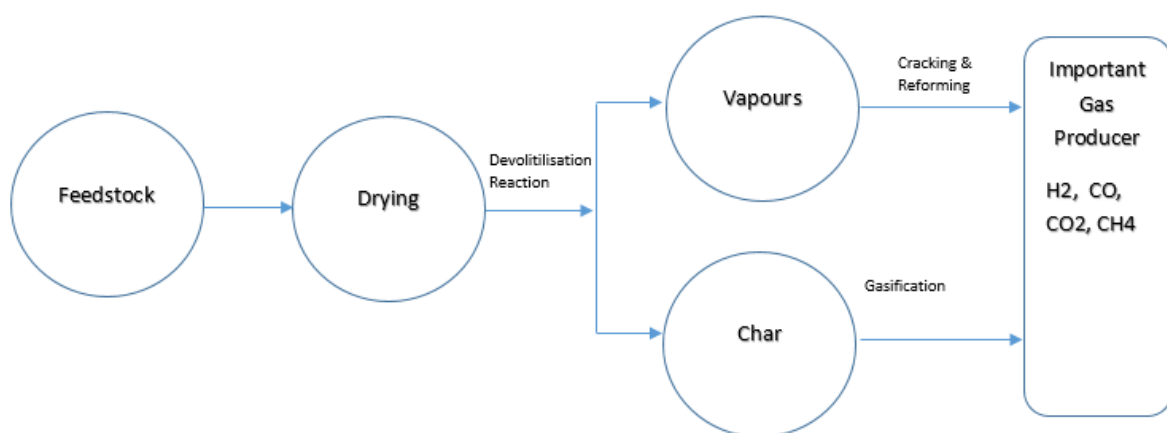 Feedstock
Drying
Devolitilisation
Reaction
Vapours
Cracking &
Reforming
Char
Gasification
Important
Gas
Producer
H2, CO,
CO2, CH4